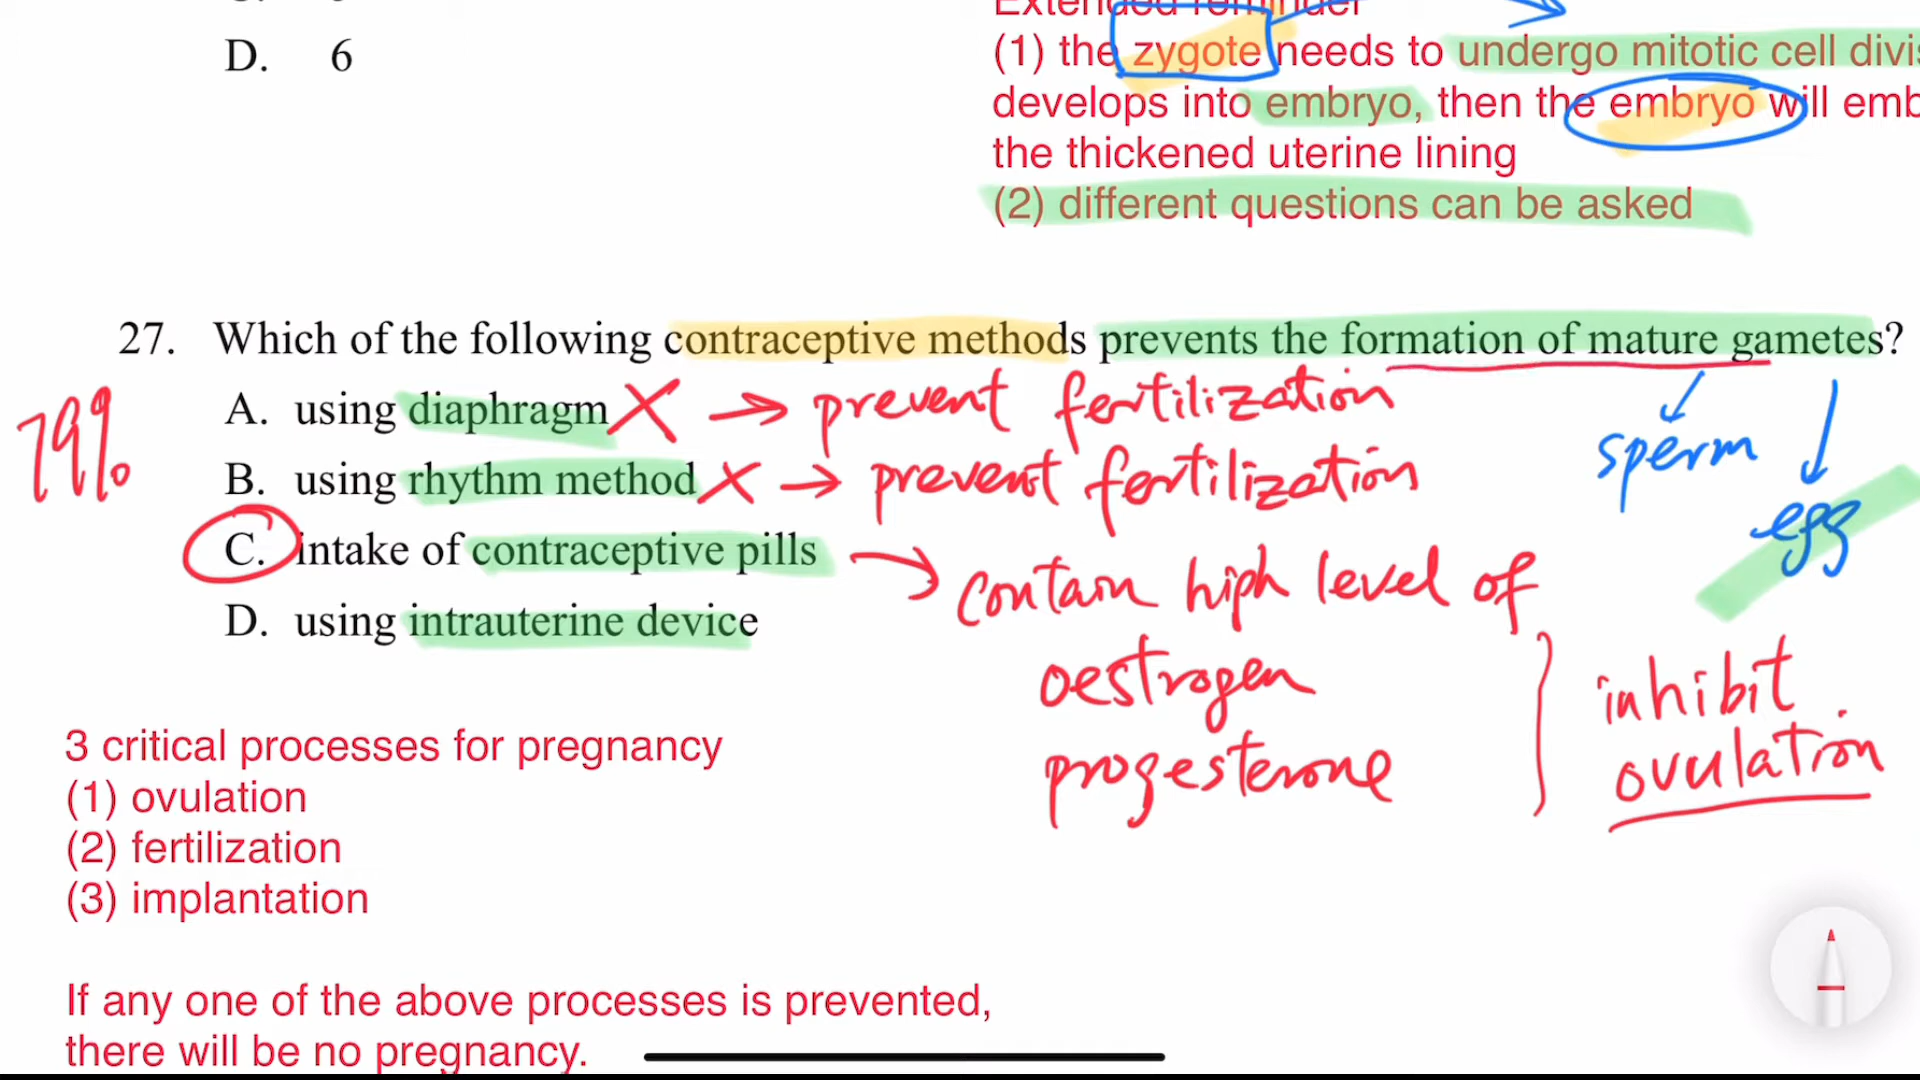 D. 6
Extended reminder
(1) the zygote needs to undergo mitotic cell divis
develops into embryo, then the embryo will emb
the thickened uterine lining
(2) different questions can be asked
27. Which of the following contraceptive methods prevents the formation of mature gametes?
A. using diaphragm X → prevent fertilization
79%
sperm
B. using rhythm method X → prevent fertilization
egg
C. intake of contraceptive pills → contain high level of
D. using intrauterine device
oestrogen
inhibit
progesterone
ovulation
3 critical processes for pregnancy
(1) ovulation
(2) fertilization
(3) implantation
If any one of the above processes is prevented,
there will be no pregnancy.